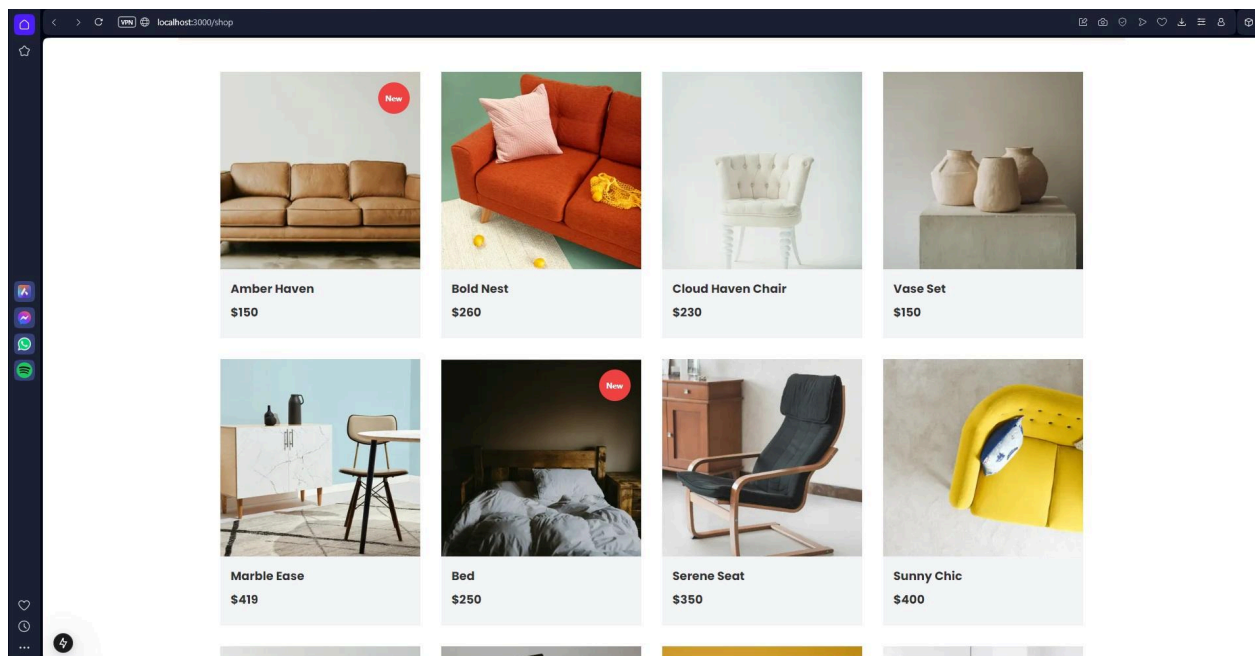 VPN
localhost:3000/shop
New
Amber Haven
$150
Bold Nest
$260
Cloud Haven Chair
$230
Vase Set
$150
New
Marble Ease
$419
Bed
$250
Serene Seat
$350
Sunny Chic
$400